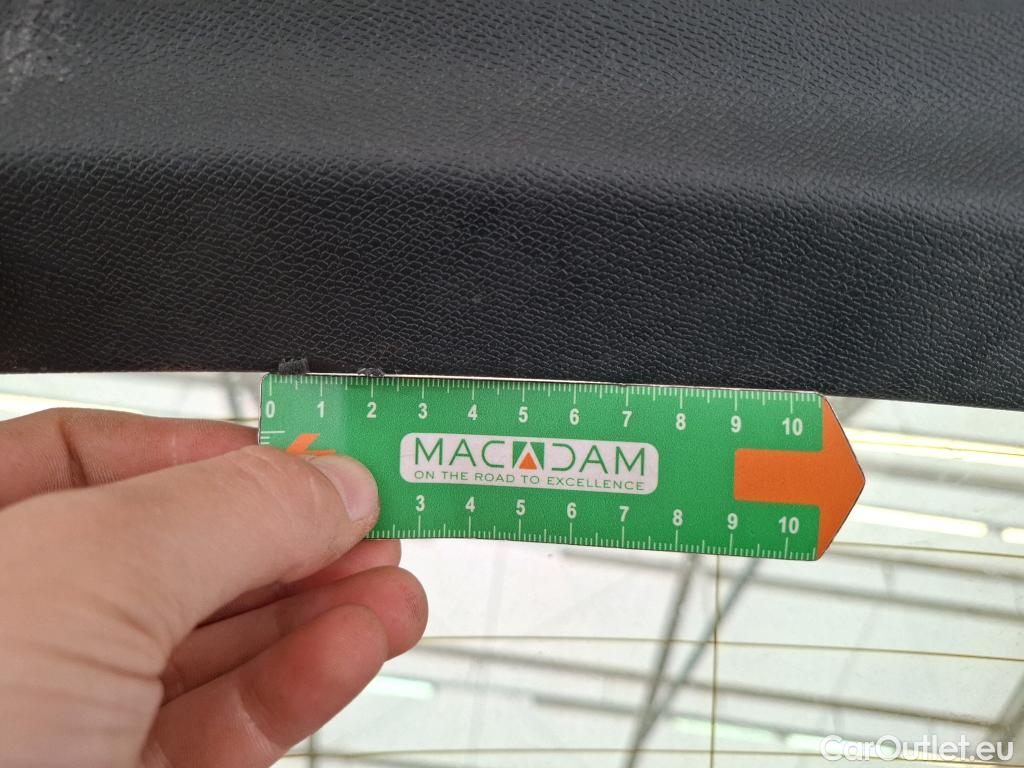 0 1 2 3 4 5 6 7 8 9 10
MACADAM
ON THE ROAD TO EXCELLENCE
3 4 5 6 7 8 9 10
CarOutlet.eu